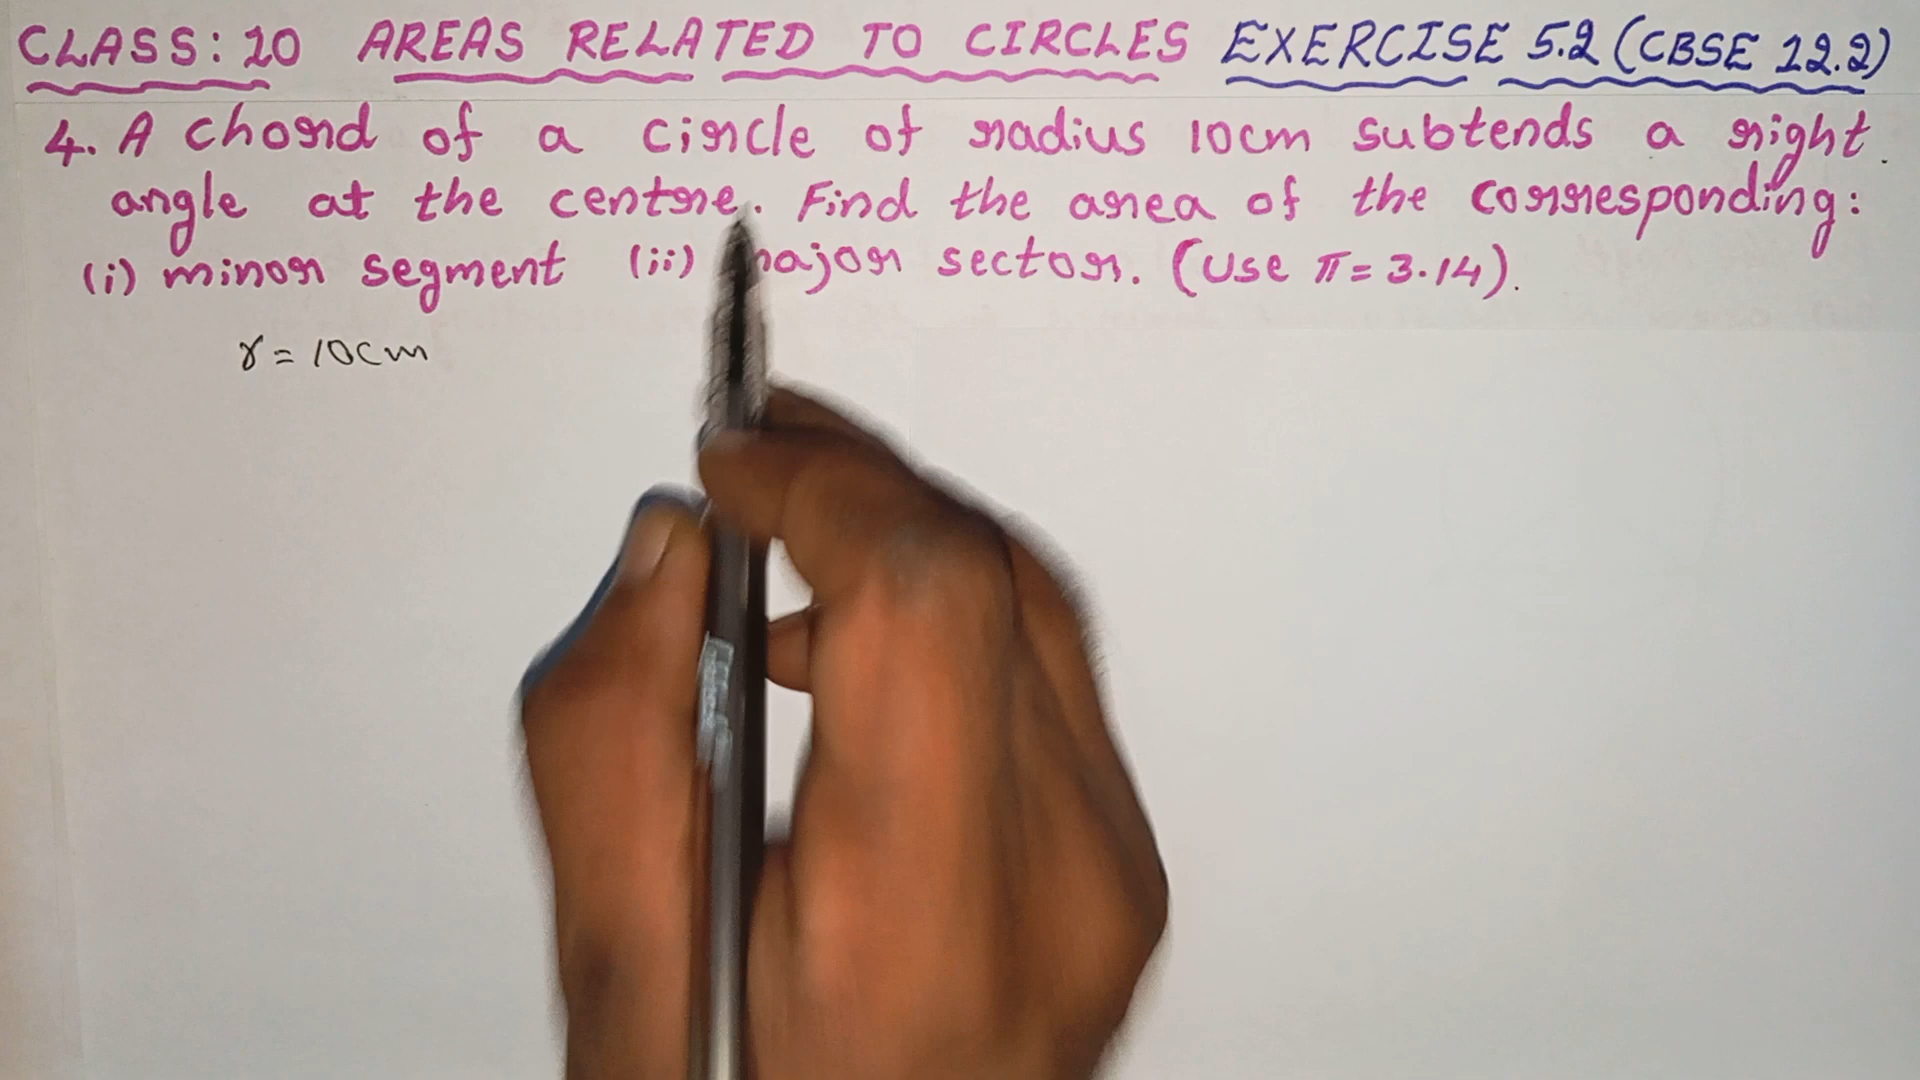 CLASS: 10 AREAS RELATED TO CIRCLES EXERCISE 5.2 (CBSE 12.2)
4. A chord of a circle of radius 10cm subtends a right
angle at the centre. Find the area of the corresponding:
(i) minor segment (ii) major sector. (Use π = 3.14).
r = 10cm